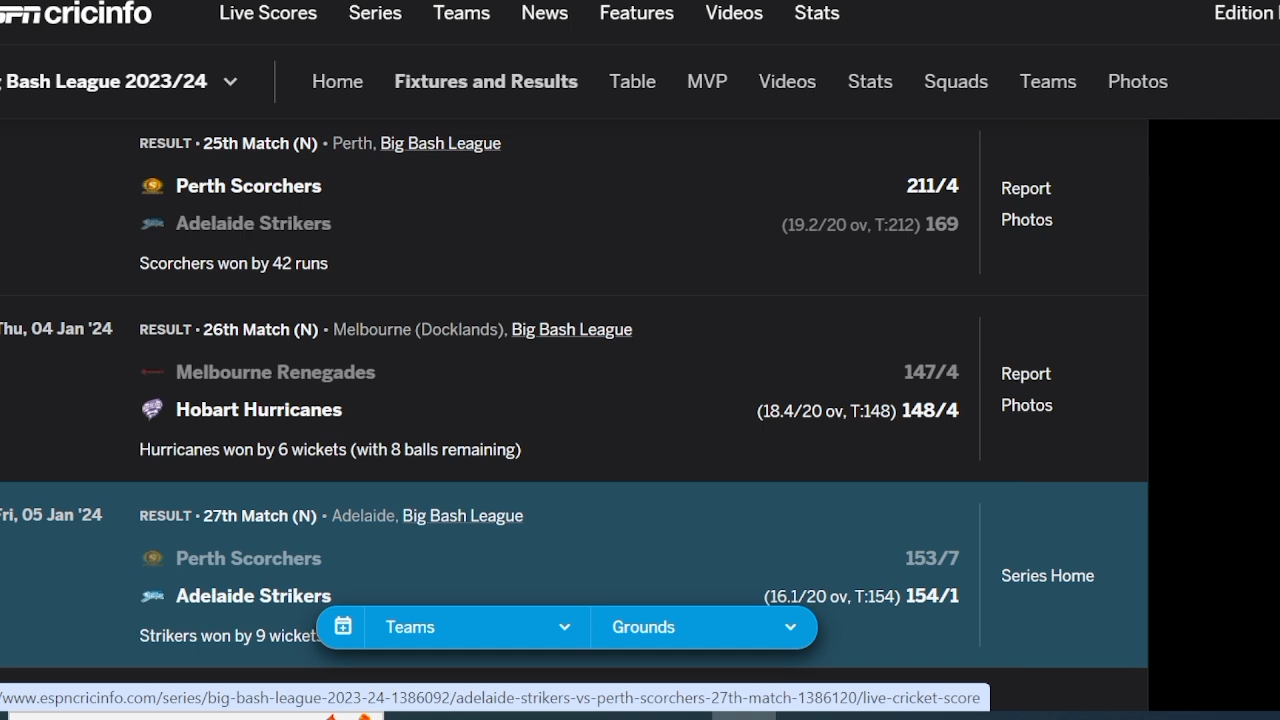 cricinfo Live Scores Series Teams News Features Videos Stats Edition
Bash League 2023/24 Home Fixtures and Results Table MVP Videos Stats Squads Teams Photos
RESULT • 25th Match (N) • Perth, Big Bash League
Perth Scorchers 211/4
Adelaide Strikers (19.2/20 ov, T:212) 169
Scorchers won by 42 runs
Report
Photos
Thu, 04 Jan '24
RESULT • 26th Match (N) • Melbourne (Docklands), Big Bash League
Melbourne Renegades 147/4
Hobart Hurricanes (18.4/20 ov, T:148) 148/4
Hurricanes won by 6 wickets (with 8 balls remaining)
Report
Photos
Fri, 05 Jan '24
RESULT • 27th Match (N) • Adelaide, Big Bash League
Perth Scorchers 153/7
Adelaide Strikers (16.1/20 ov, T:154) 154/1
Strikers won by 9 wickets
Series Home
Teams Grounds
/www.espncricinfo.com/series/big-bash-league-2023-24-1386092/adelaide-strikers-vs-perth-scorchers-27th-match-1386120/live-cricket-score